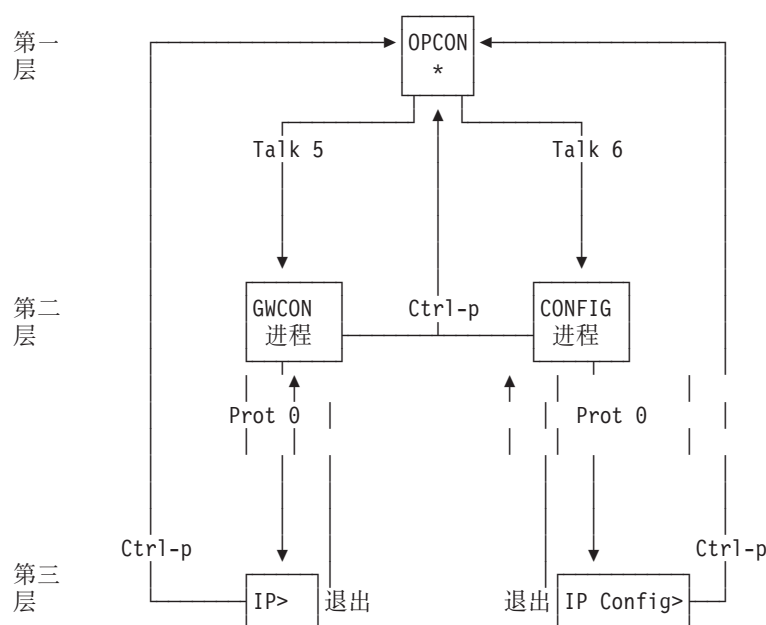 第一
层
OPCON
*
Talk 5
Talk 6
第二
层
GWCON
进程
Ctrl-p
CONFIG
进程
Prot 0
Prot 0
Ctrl-p
Ctrl-p
第三
层
IP>
退出
退出
IP Config>